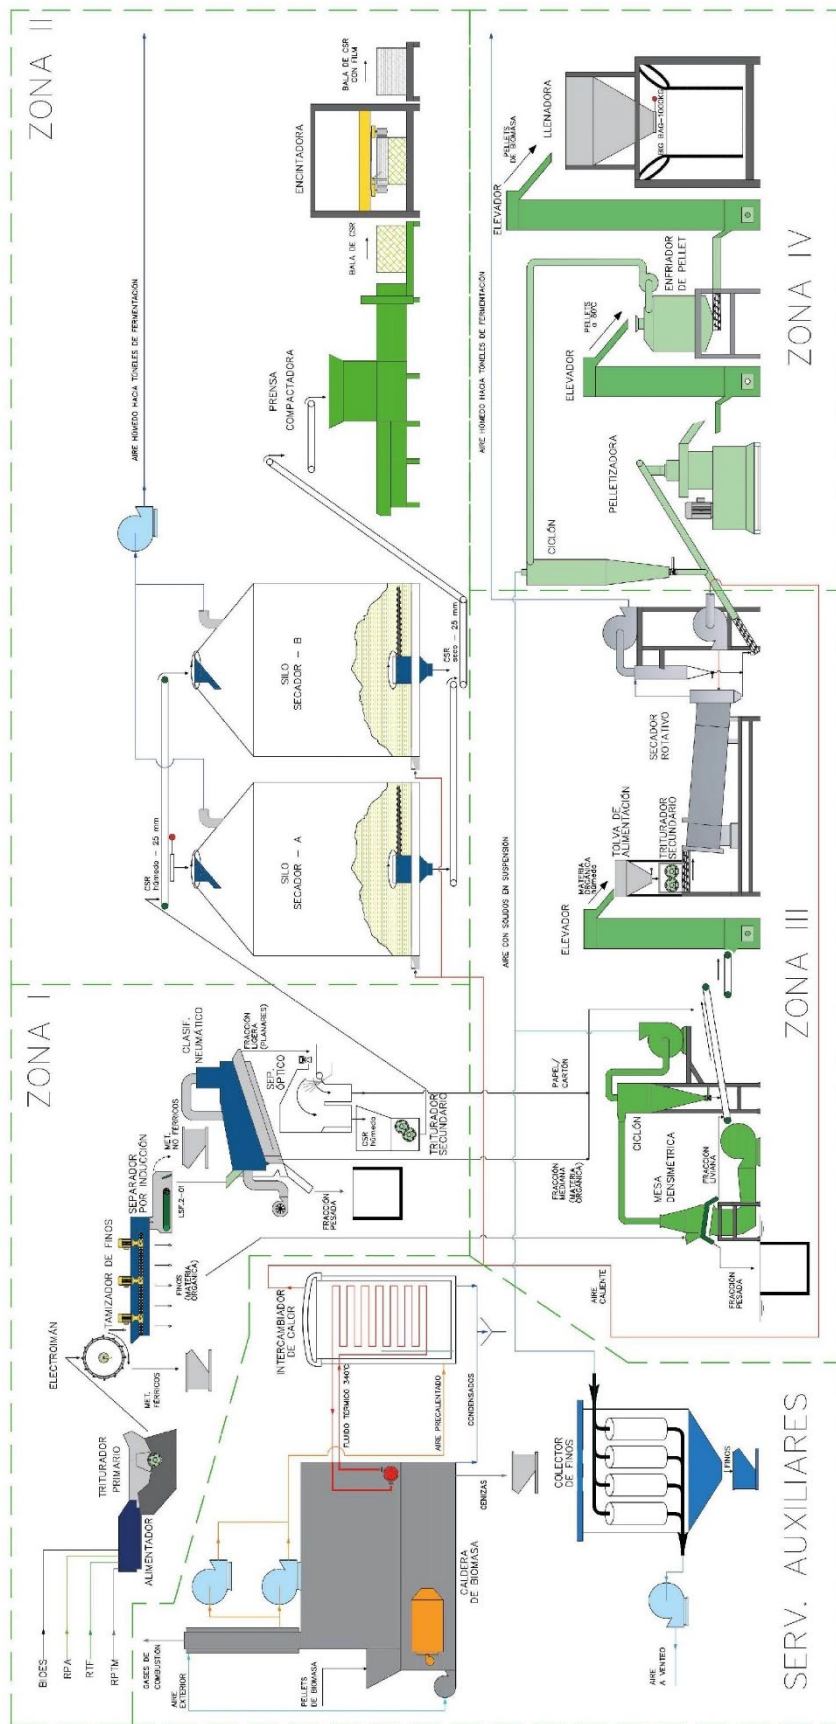 ZONA I
BIOES
RPA
RTF
RPTM
ALIMENTADOR
TRITURADOR
PRIMARIO
ELECTROIMÁN
MET.
FÉRRICOS
TAMIZADOR DE FINOS
FINOS
(MATERIA
ORGÁNICA)
SEPARADOR
POR INDUCCIÓN
MET.
NO FÉRRICOS
LSF.2-01
CLASIF.
NEUMÁTICO
FRACCIÓN
LIGERA
(PLANARES)
FRACCIÓN
PESADA
SEP.
ÓPTICO
CSR
húmedo
TRITURADOR
SECUNDARIO
ZONA II
CSR
húmedo - 25 mm
SILO
SECADOR - A
SILO
SECADOR - B
CSR
seco - 25 mm
AIRE HÚMEDO HACIA TÚNELES DE FERMENTACIÓN
PRENSA
COMPACTADORA
BALA DE CSR
ENCINTADORA
BALA DE CSR
CON FILM
SERV. AUXILIARES
GASES DE
COMBUSTIÓN
AIRE
EXTERIOR
PELLETS
DE BIOMASA
CALDERA
DE BIOMASA
CENIZAS
FLUIDO TÉRMICO 340ºC
AIRE PRECALENTADO
CONDENSADOS
INTERCAMBIADOR
DE CALOR
COLECTOR
DE FINOS
FINOS
AIRE
A VENTEO
ZONA III
AIRE
CALIENTE
FRACCIÓN
PESADA
MESA
DENSIMÉTRICA
FRACCIÓN
LIVIANA
FRACCIÓN
MEDIANA
(MATERIA
ORGÁNICA)
CICLÓN
PAPEL/
CARTÓN
AIRE CON SÓLIDOS EN SUSPENSIÓN
ELEVADOR
MATERIA
ORGÁNICA
húmeda
TOLVA DE
ALIMENTACIÓN
TRITURADOR
SECUNDARIO
SECADOR
ROTATIVO
ZONA IV
AIRE HÚMEDO HACIA TÚNELES DE FERMENTACIÓN
CICLÓN
PELLETIZADORA
ELEVADOR
PELLETS
a 80ºC
ENFRIADOR
DE PELLET
ELEVADOR
PELLETS
DE BIOMASA
LLENADORA
BIG BAG-1000KG